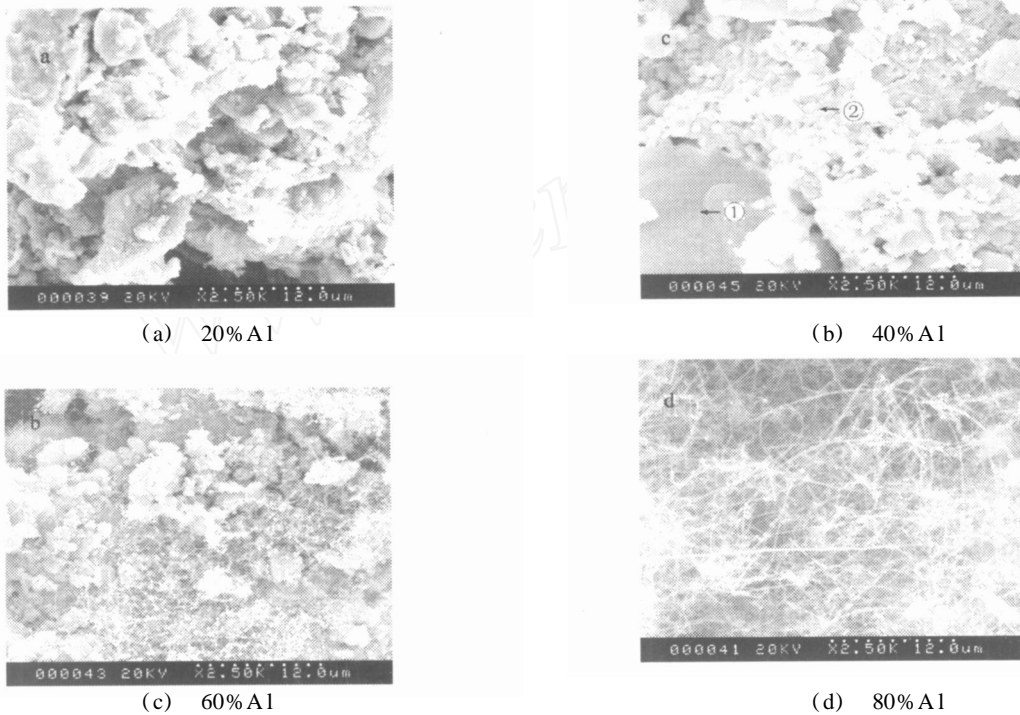 a
000039 20KV X2.50K 12.0um
(a) 20%Al
c
②
①
000045 20KV X2.50K 12.0um
(b) 40%Al
b
000043 20KV X2.50K 12.0um
(c) 60%Al
d
000041 20KV X2.50K 12.0um
(d) 80%Al